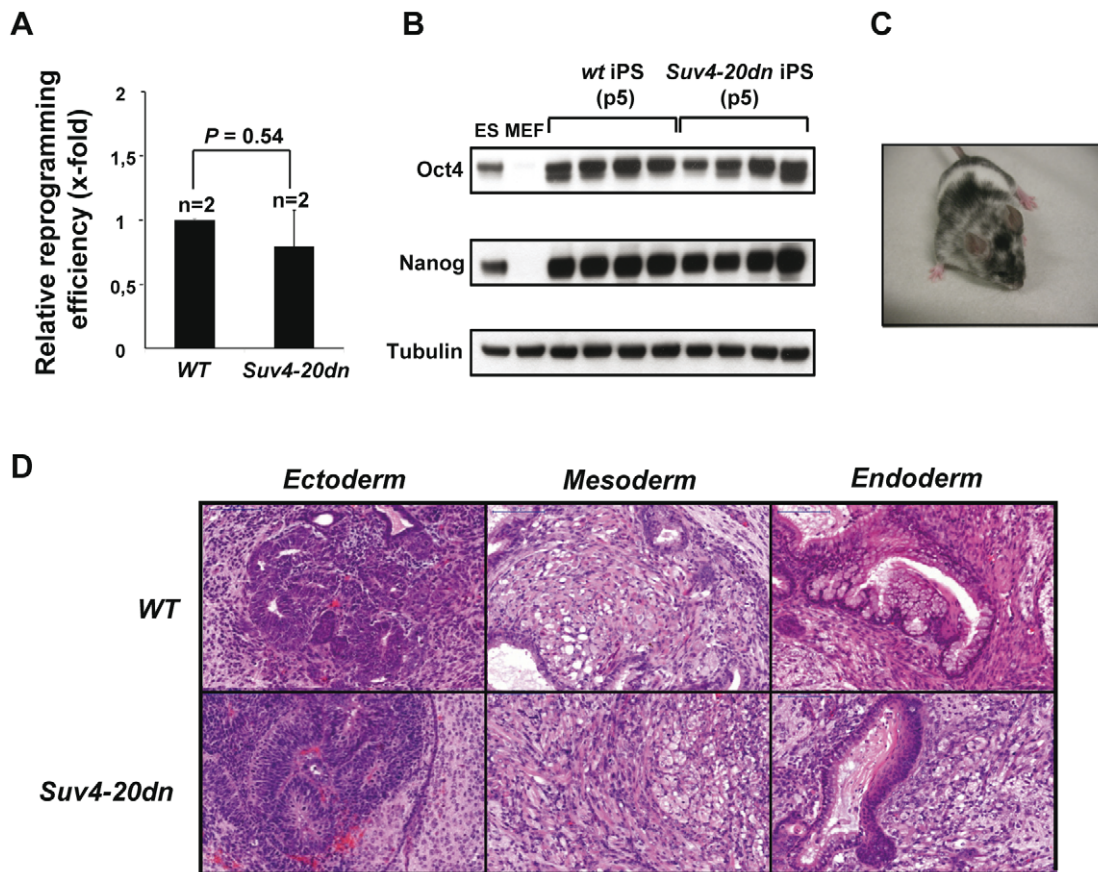 A
Relative reprogramming
efficiency (x-fold)
2
1,5
1
0,5
0
P = 0.54
n=2
n=2
WT
Suv4-20dn
B
wt iPS
(p5)
Suv4-20dn iPS
(p5)
ES MEF
Oct4
Nanog
Tubulin
C
D
Ectoderm
Mesoderm
Endoderm
WT
Suv4-20dn